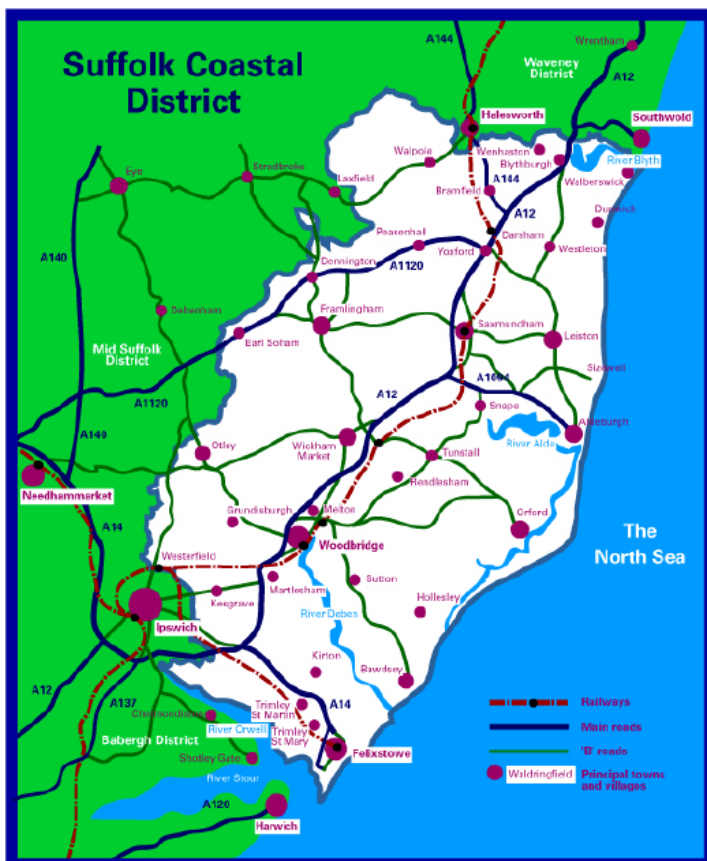 Suffolk Coastal
District
A144
Wrentham
Waveney
District
A12
Halesworth
Southwold
Wenhaston
Walpole
Blythburgh
River Blyth
Stradbroke
Eye
Laxfield
A144
Walberswick
Bramfield
Dunwich
A12
Peasenhall
Darsham
Yoxford
Westleton
A140
Dennington
A1120
Debenham
Framlingham
Saxmundham
Leiston
Earl Soham
Mid Suffolk
District
Sizewell
A12
A1094
A1120
Snape
A140
Aldeburgh
River Alde
Otley
Wickham
Market
Tunstall
Rendlesham
Needhammarket
Grundisburgh
Melton
Orford
A14
Woodbridge
The
North Sea
Westerfield
Martlesham
Sutton
Kesgrave
Hollesley
River Deben
Ipswich
Kirton
Bawdsey
A12
A137
A14
Trimley
St Martin
River Orwell
Trimley
St Mary
Babergh District
Felixstowe
Shotley Gate
River Stour
A120
Harwich
Railways
Main roads
'B' roads
Waldringfield
Principal towns
and villages